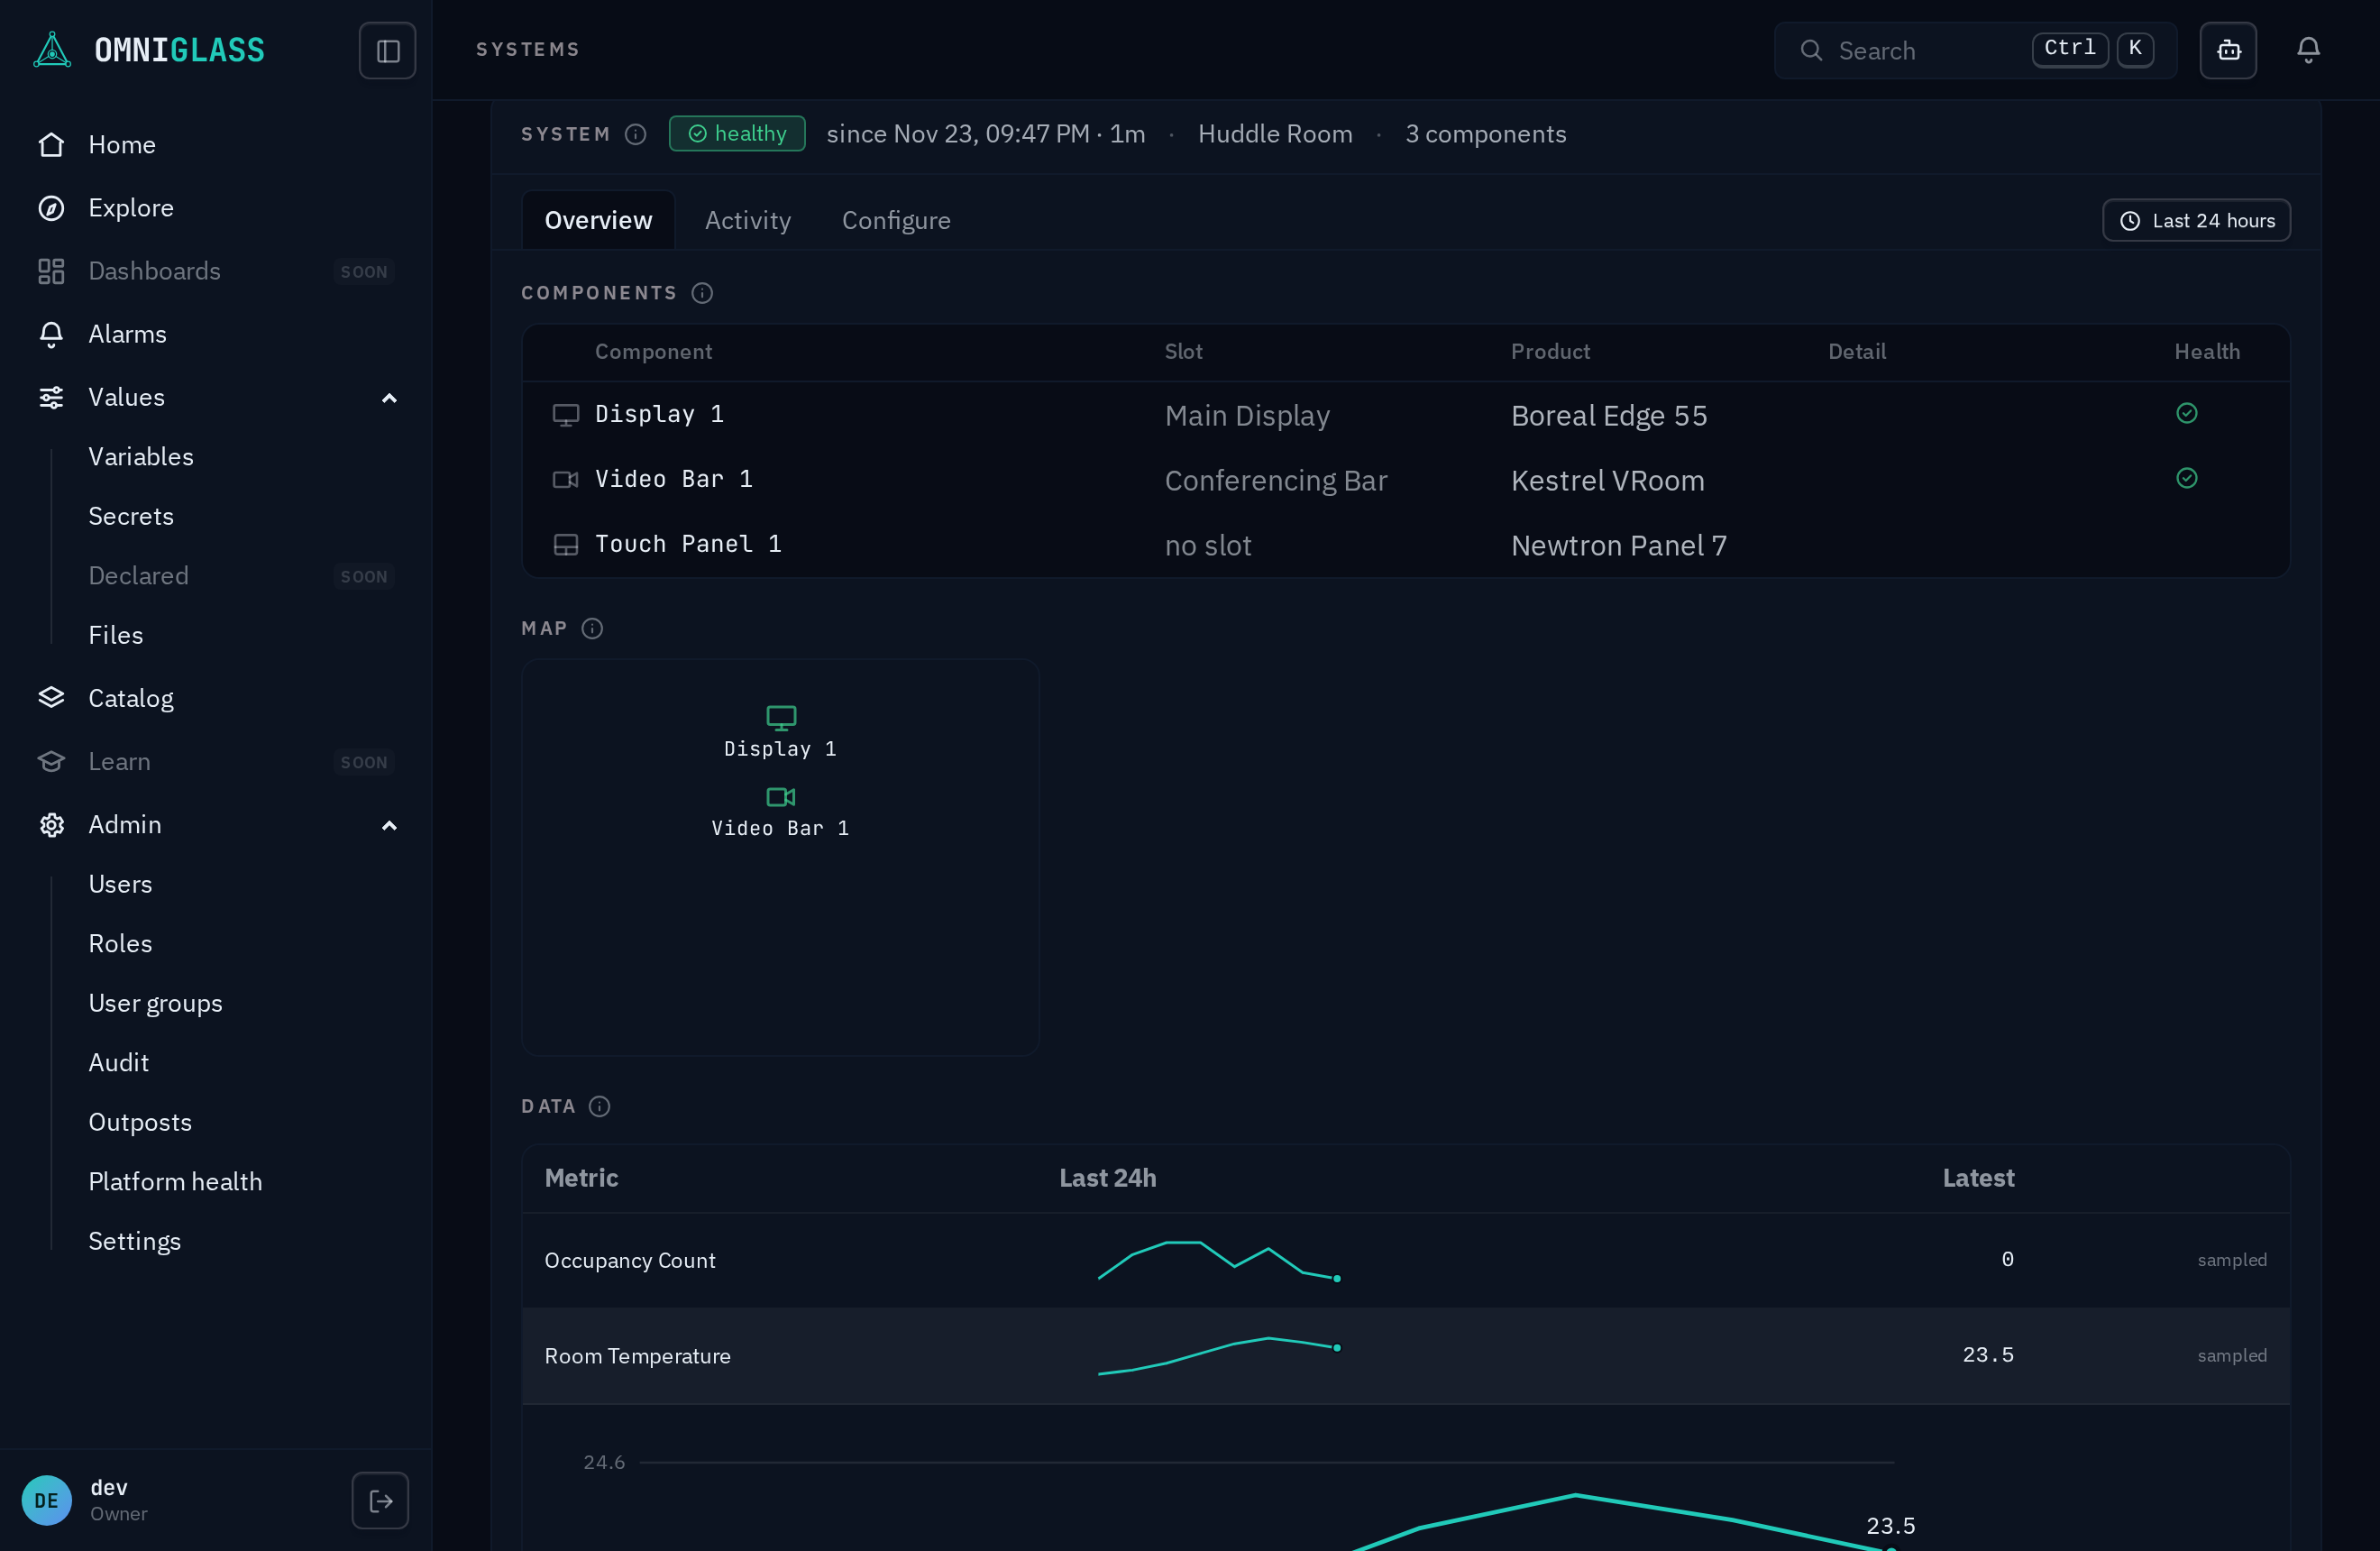 OMNIGLASS
SYSTEMS
Search
Ctrl K
Home
Explore
Dashboards SOON
Alarms
Values
Variables
Secrets
Declared SOON
Files
Catalog
Learn SOON
Admin
Users
Roles
User groups
Audit
Outposts
Platform health
Settings
DE
dev
Owner
SYSTEM healthy since Nov 23, 09:47 PM · 1m · Huddle Room · 3 components
Overview Activity Configure
Last 24 hours
COMPONENTS
Component Slot Product Detail Health
Display 1 Main Display Boreal Edge 55
Video Bar 1 Conferencing Bar Kestrel VRoom
Touch Panel 1 no slot Newtron Panel 7
MAP
Display 1
Video Bar 1
DATA
Metric Last 24h Latest
Occupancy Count 0 sampled
Room Temperature 23.5 sampled
24.6
23.5